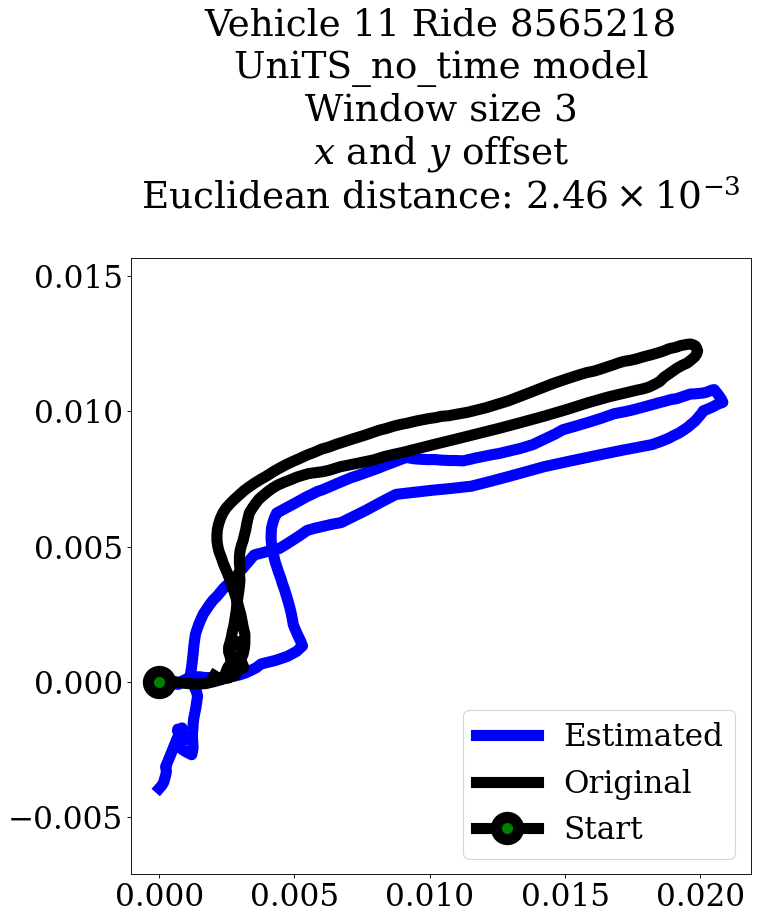 Vehicle 11 Ride 8565218
UniTS_no_time model
Window size 3
x and y offset
Euclidean distance: 2.46 × 10⁻³
0.015
0.010
0.005
0.000
−0.005
Estimated
Original
Start
0.000 0.005 0.010 0.015 0.020